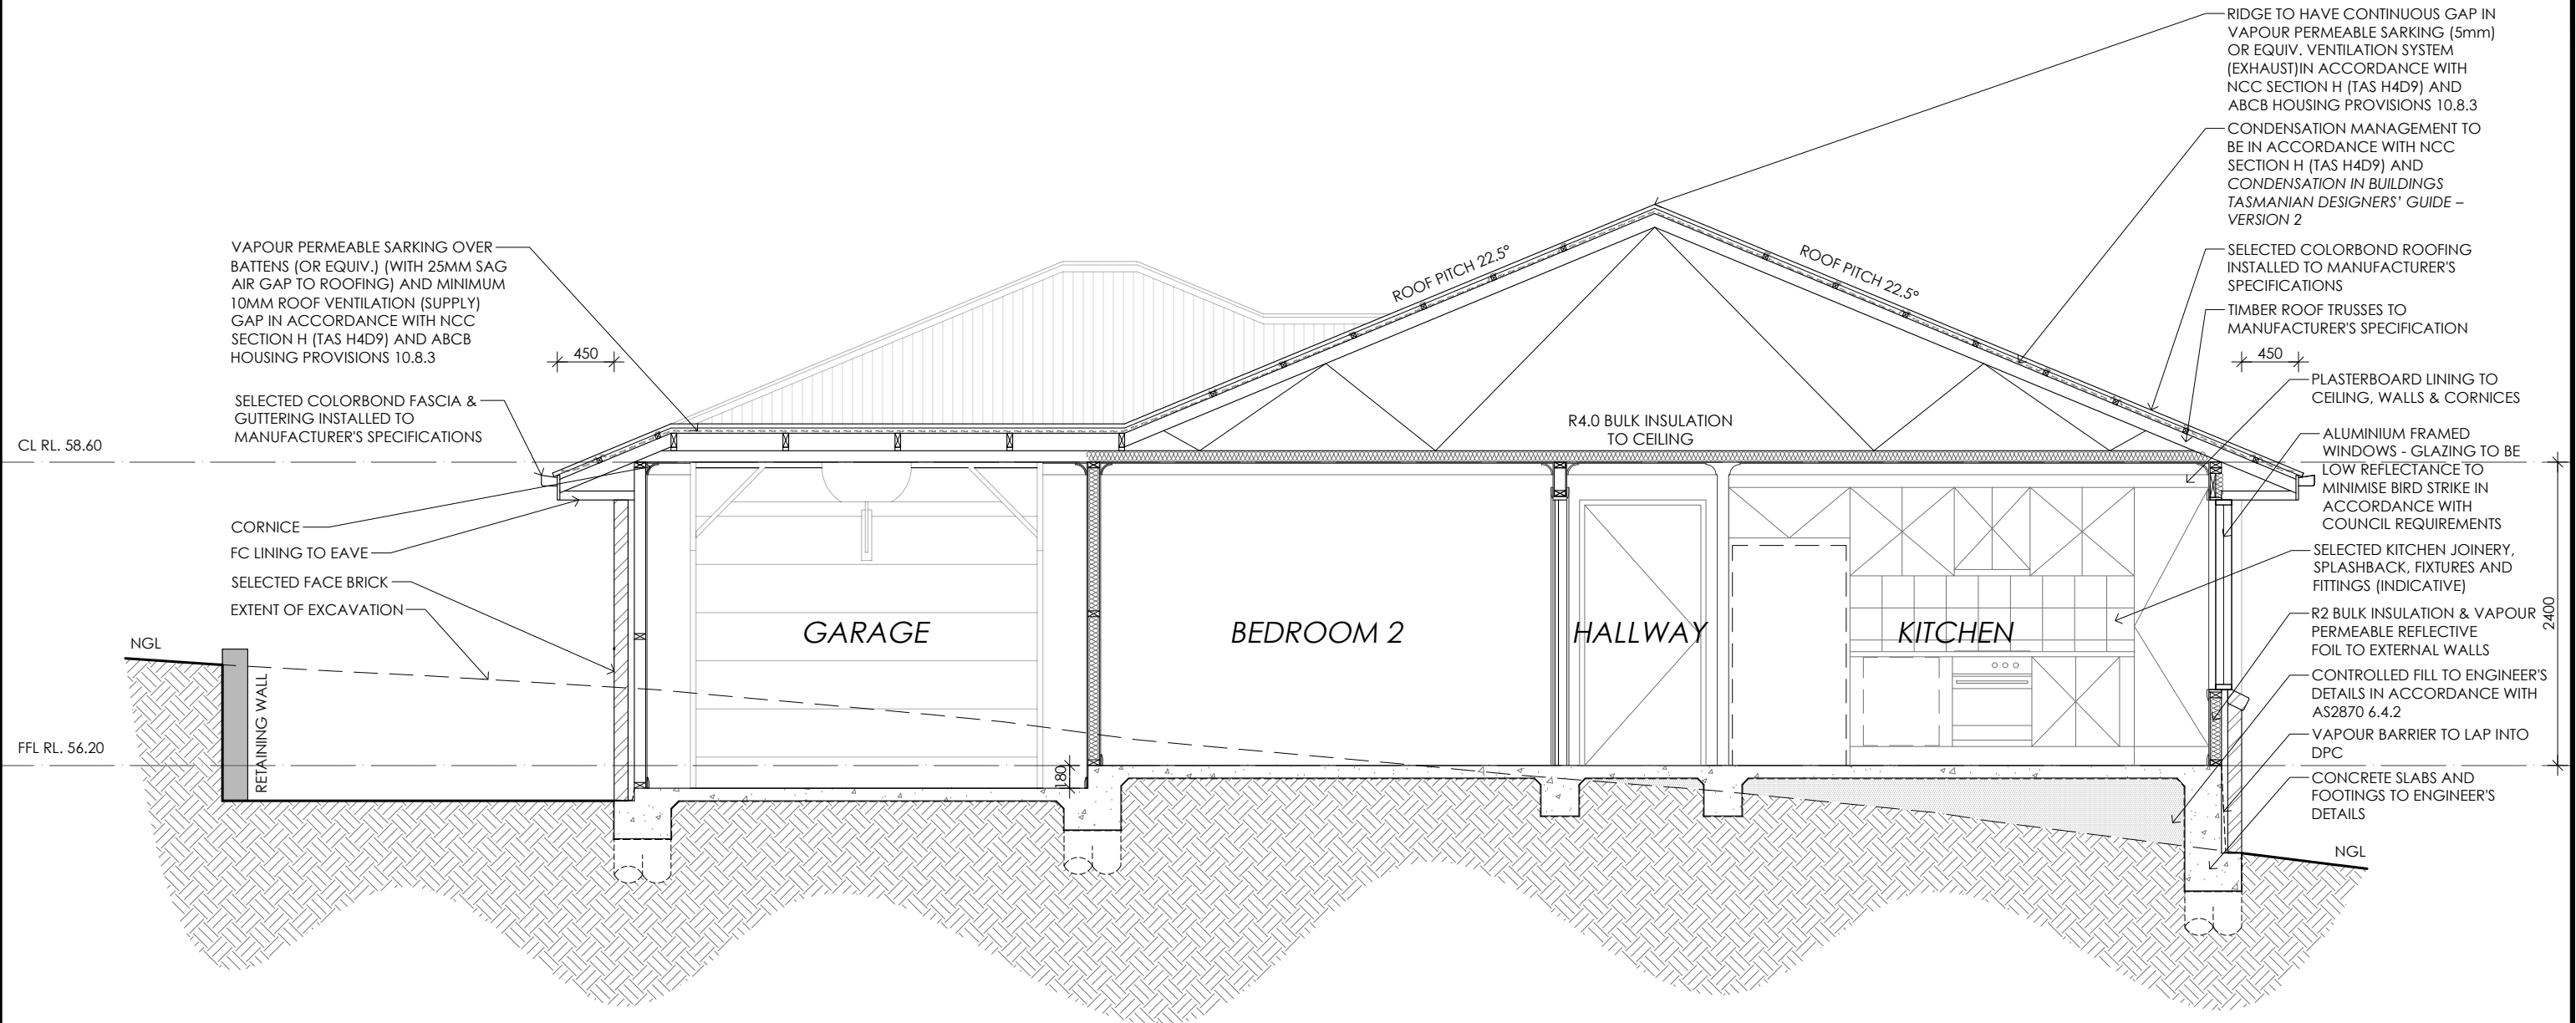 RIDGE TO HAVE CONTINUOUS GAP IN
VAPOUR PERMEABLE SARKING (5mm)
OR EQUIV. VENTILATION SYSTEM
(EXHAUST)IN ACCORDANCE WITH
NCC SECTION H (TAS H4D9) AND
ABCB HOUSING PROVISIONS 10.8.3
CONDENSATION MANAGEMENT TO
BE IN ACCORDANCE WITH NCC
SECTION H (TAS H4D9) AND
CONDENSATION IN BUILDINGS
TASMANIAN DESIGNERS' GUIDE –
VERSION 2
VAPOUR PERMEABLE SARKING OVER
BATTENS (OR EQUIV.) (WITH 25MM SAG
AIR GAP TO ROOFING) AND MINIMUM
10MM ROOF VENTILATION (SUPPLY)
GAP IN ACCORDANCE WITH NCC
SECTION H (TAS H4D9) AND ABCB
HOUSING PROVISIONS 10.8.3
450
ROOF PITCH 22.5°
ROOF PITCH 22.5°
SELECTED COLORBOND ROOFING
INSTALLED TO MANUFACTURER'S
SPECIFICATIONS
TIMBER ROOF TRUSSES TO
MANUFACTURER'S SPECIFICATION
450
SELECTED COLORBOND FASCIA &
GUTTERING INSTALLED TO
MANUFACTURER'S SPECIFICATIONS
PLASTERBOARD LINING TO
CEILING, WALLS & CORNICES
R4.0 BULK INSULATION
TO CEILING
CL RL. 58.60
ALUMINIUM FRAMED
WINDOWS - GLAZING TO BE
LOW REFLECTANCE TO
MINIMISE BIRD STRIKE IN
ACCORDANCE WITH
COUNCIL REQUIREMENTS
CORNICE
FC LINING TO EAVE
SELECTED FACE BRICK
EXTENT OF EXCAVATION
SELECTED KITCHEN JOINERY,
SPLASHBACK, FIXTURES AND
FITTINGS (INDICATIVE)
2400
NGL
GARAGE
BEDROOM 2
HALLWAY
KITCHEN
R2 BULK INSULATION & VAPOUR
PERMEABLE REFLECTIVE
FOIL TO EXTERNAL WALLS
RETAINING WALL
CONTROLLED FILL TO ENGINEER'S
DETAILS IN ACCORDANCE WITH
AS2870 6.4.2
FFL RL. 56.20
VAPOUR BARRIER TO LAP INTO
DPC
180
CONCRETE SLABS AND
FOOTINGS TO ENGINEER'S
DETAILS
NGL